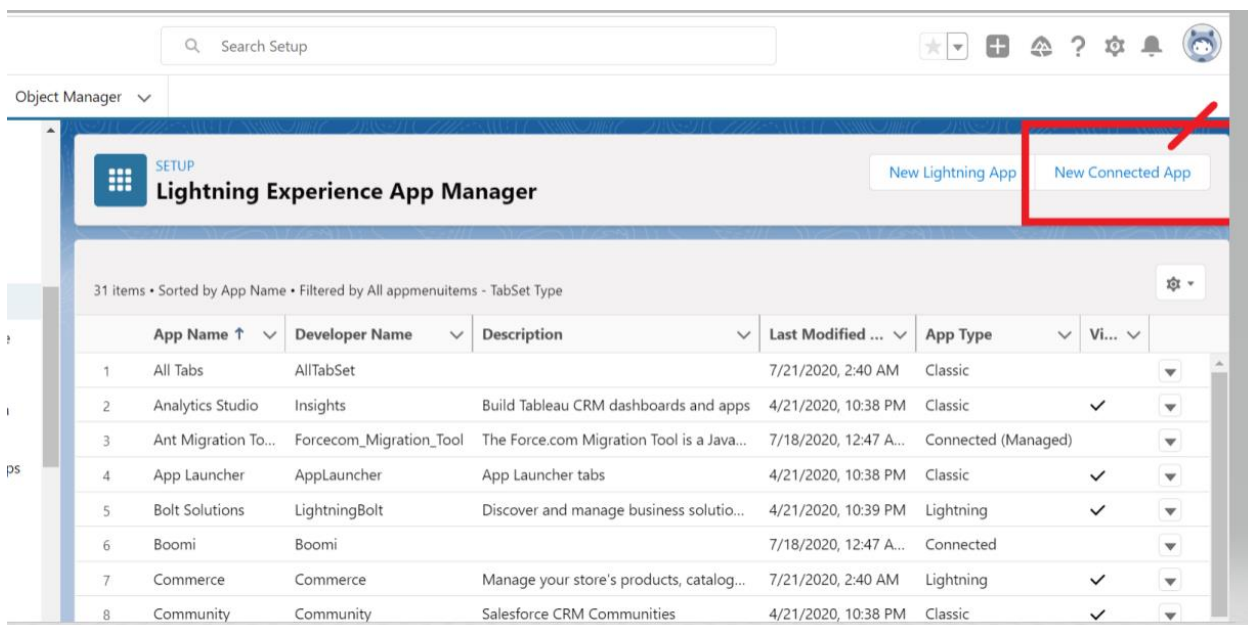 Search Setup
Object Manager
SETUP
Lightning Experience App Manager
New Lightning App
New Connected App
31 items • Sorted by App Name • Filtered by All appmenuitems - TabSet Type
App Name ↑ Developer Name Description Last Modified ... App Type Vi...
1 All Tabs AllTabSet 7/21/2020, 2:40 AM Classic
2 Analytics Studio Insights Build Tableau CRM dashboards and apps 4/21/2020, 10:38 PM Classic
3 Ant Migration To... Forcecom_Migration_Tool The Force.com Migration Tool is a Java... 7/18/2020, 12:47 A... Connected (Managed)
4 App Launcher AppLauncher App Launcher tabs 4/21/2020, 10:38 PM Classic
ps
5 Bolt Solutions LightningBolt Discover and manage business solutio... 4/21/2020, 10:39 PM Lightning
6 Boomi Boomi 7/18/2020, 12:47 A... Connected
7 Commerce Commerce Manage your store's products, catalog... 7/21/2020, 2:40 AM Lightning
8 Community Community Salesforce CRM Communities 4/21/2020, 10:38 PM Classic